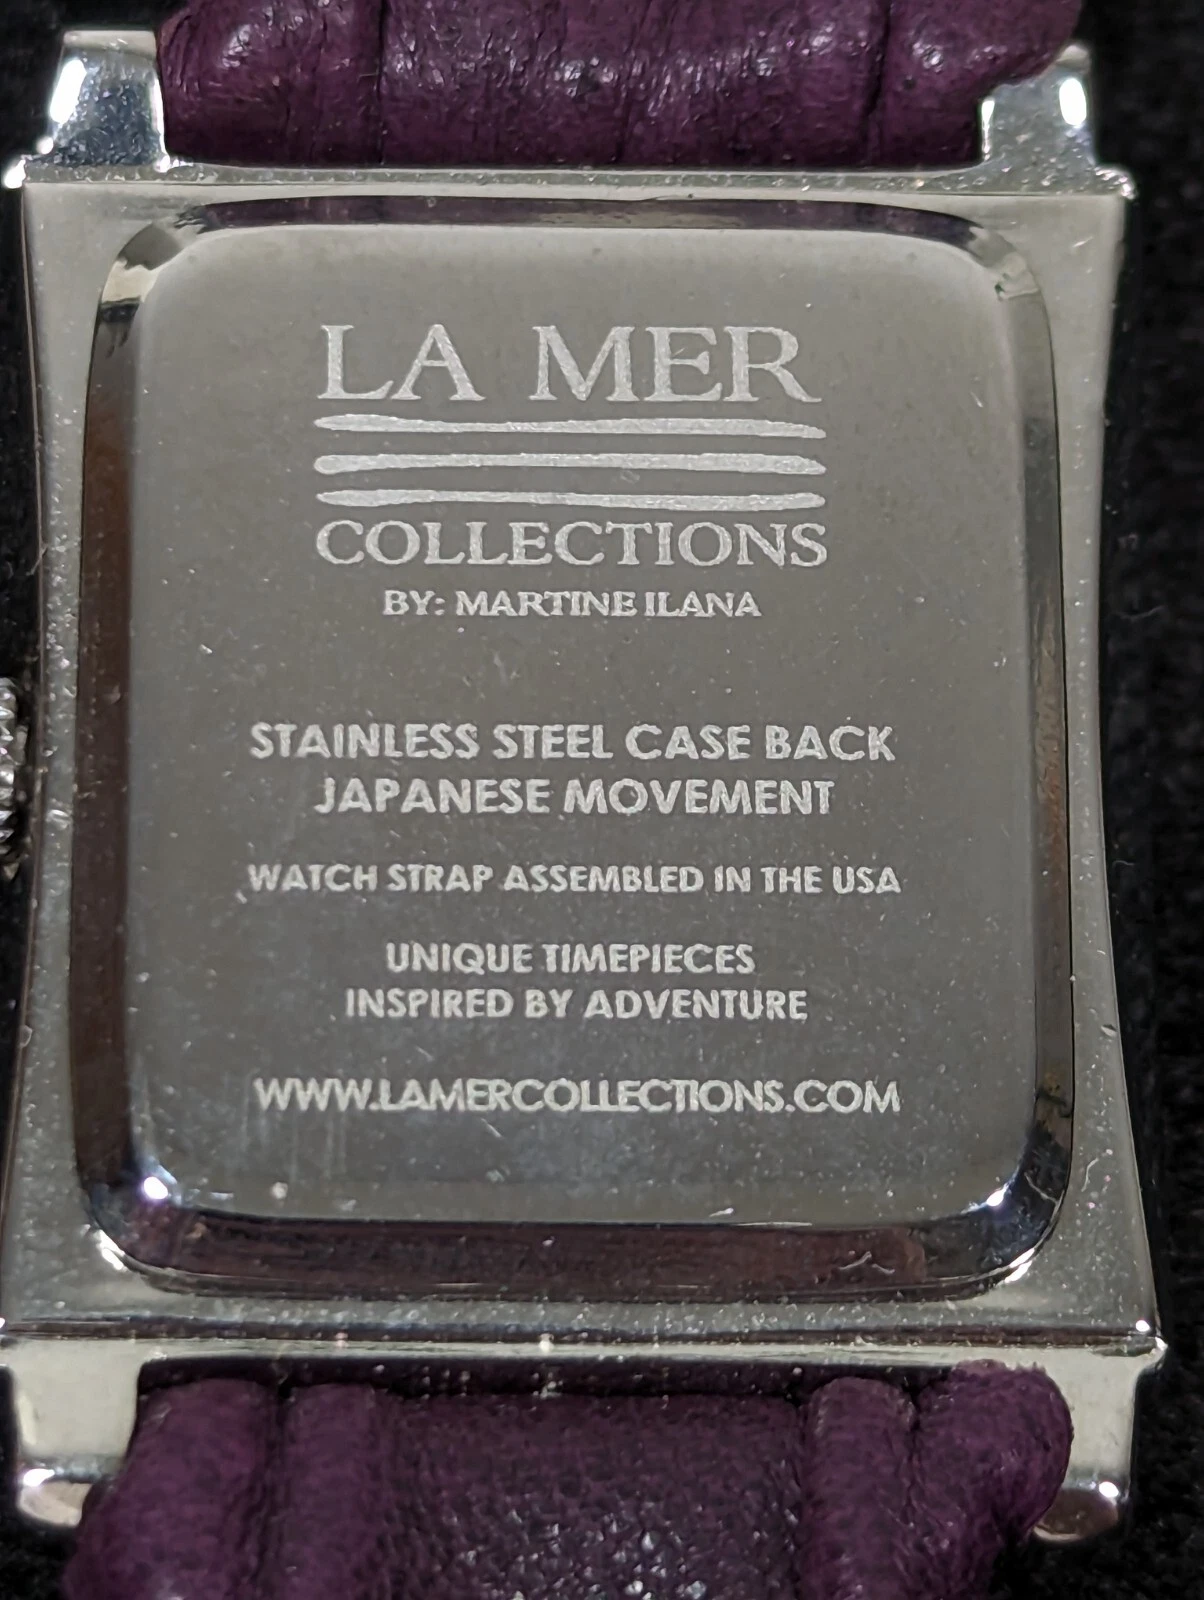 LA MER
COLLECTIONS
BY: MARTINE ILANA
STAINLESS STEEL CASE BACK
JAPANESE MOVEMENT
WATCH STRAP ASSEMBLED IN THE USA
UNIQUE TIMEPIECES
INSPIRED BY ADVENTURE
WWW.LAMERCOLLECTIONS.COM